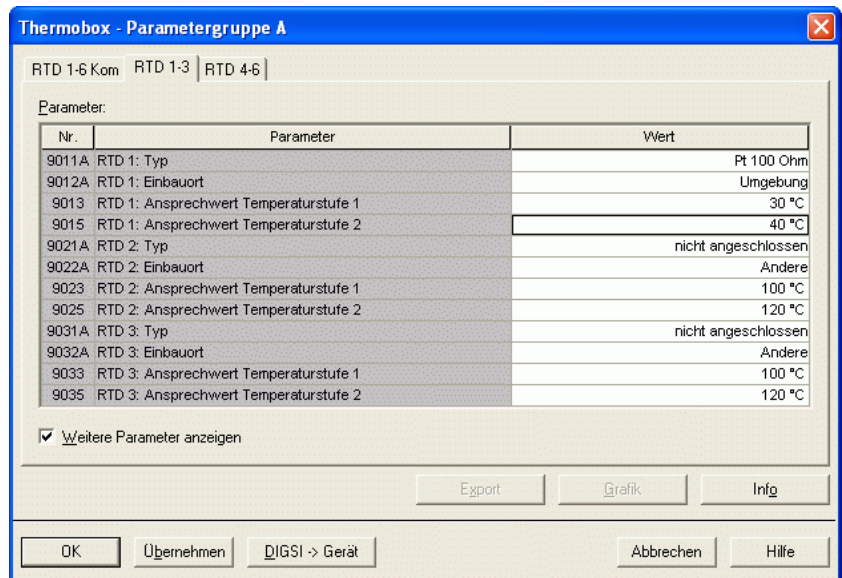 Thermobox - Parametergruppe A
RTD 1-6 Kom RTD 1-3 RTD 4-6
Parameter:
Nr. Parameter Wert
9011A RTD 1: Typ Pt 100 Ohm
9012A RTD 1: Einbauort Umgebung
9013 RTD 1: Ansprechwert Temperaturstufe 1 30 °C
9015 RTD 1: Ansprechwert Temperaturstufe 2 40 °C
9021A RTD 2: Typ nicht angeschlossen
9022A RTD 2: Einbauort Andere
9023 RTD 2: Ansprechwert Temperaturstufe 1 100 °C
9025 RTD 2: Ansprechwert Temperaturstufe 2 120 °C
9031A RTD 3: Typ nicht angeschlossen
9032A RTD 3: Einbauort Andere
9033 RTD 3: Ansprechwert Temperaturstufe 1 100 °C
9035 RTD 3: Ansprechwert Temperaturstufe 2 120 °C
Weitere Parameter anzeigen
Export Grafik Info
OK Übernehmen DIGSI -> Gerät Abbrechen Hilfe